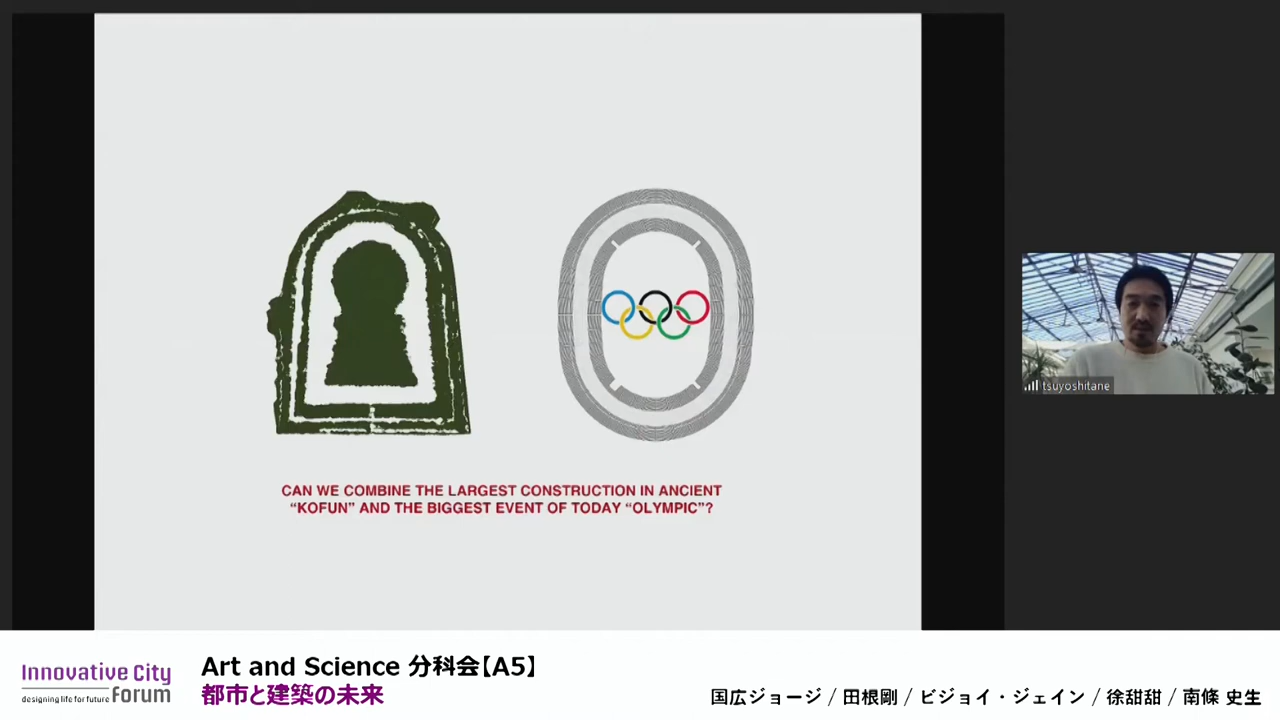 CAN WE COMBINE THE LARGEST CONSTRUCTION IN ANCIENT
“KOFUN” AND THE BIGGEST EVENT OF TODAY “OLYMPIC”?
tsuyoshitane
Innovative City
designing life for future Forum
Art and Science 分科会【A5】
都市と建築の未来
国広ジョージ / 田根剛 / ビジョイ・ジェイン / 徐甜甜 / 南條 史生